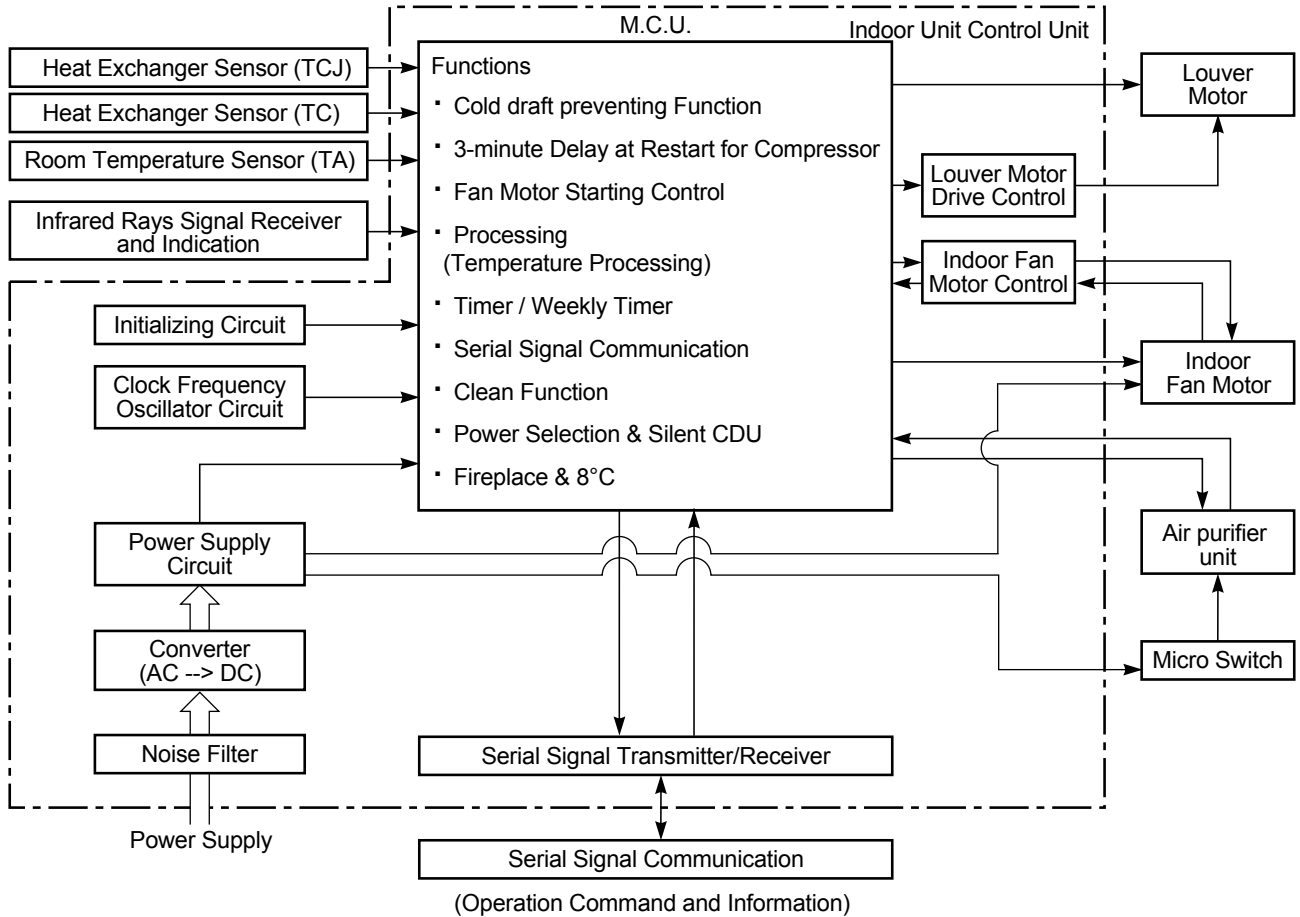 M.C.U.
Indoor Unit Control Unit
Heat Exchanger Sensor (TCJ)
Heat Exchanger Sensor (TC)
Room Temperature Sensor (TA)
Infrared Rays Signal Receiver
and Indication
Initializing Circuit
Clock Frequency
Oscillator Circuit
Power Supply
Circuit
Converter
(AC --> DC)
Noise Filter
Power Supply
Functions
· Cold draft preventing Function
· 3-minute Delay at Restart for Compressor
· Fan Motor Starting Control
· Processing
(Temperature Processing)
· Timer / Weekly Timer
· Serial Signal Communication
· Clean Function
· Power Selection & Silent CDU
· Fireplace & 8°C
Louver
Motor
Louver Motor
Drive Control
Indoor Fan
Motor Control
Indoor
Fan Motor
Air purifier
unit
Micro Switch
Serial Signal Transmitter/Receiver
Serial Signal Communication
(Operation Command and Information)